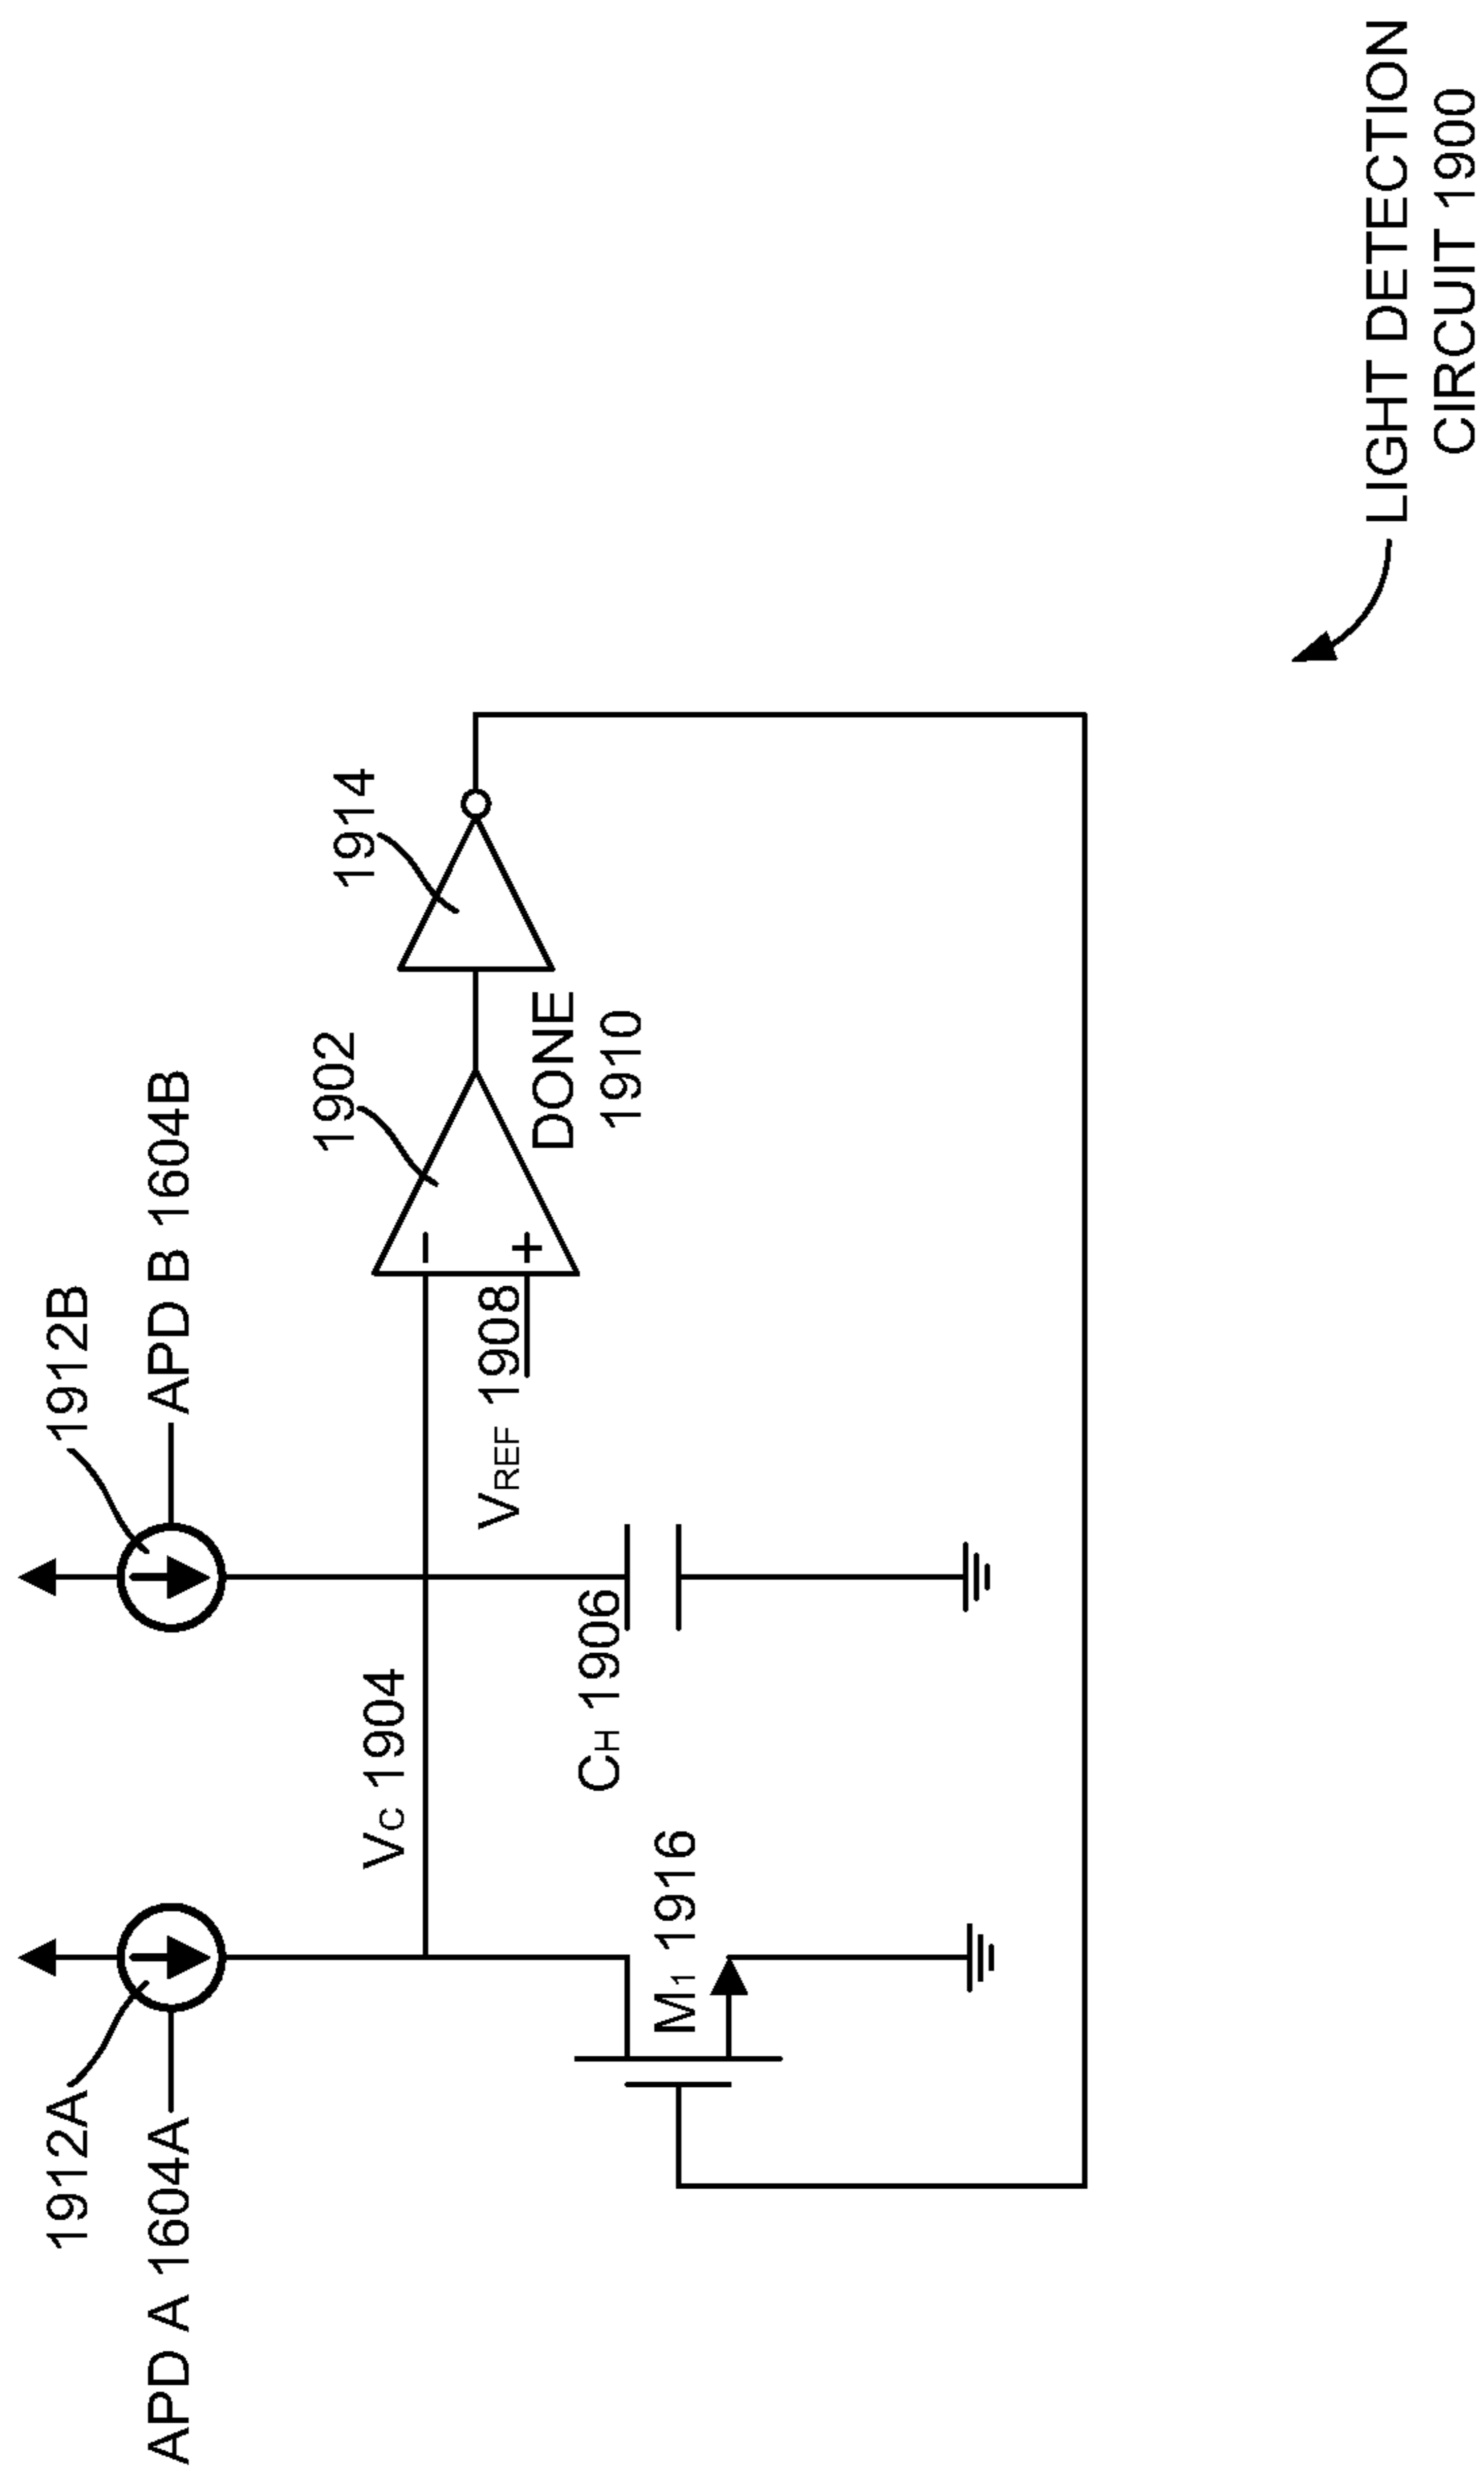 1912A
APD A 1604A
1912B
APD B 1604B
VC 1904
1902
1914
VREF 1908
−
+
DONE
1910
CH 1906
M1 1916
LIGHT DETECTION
CIRCUIT 1900